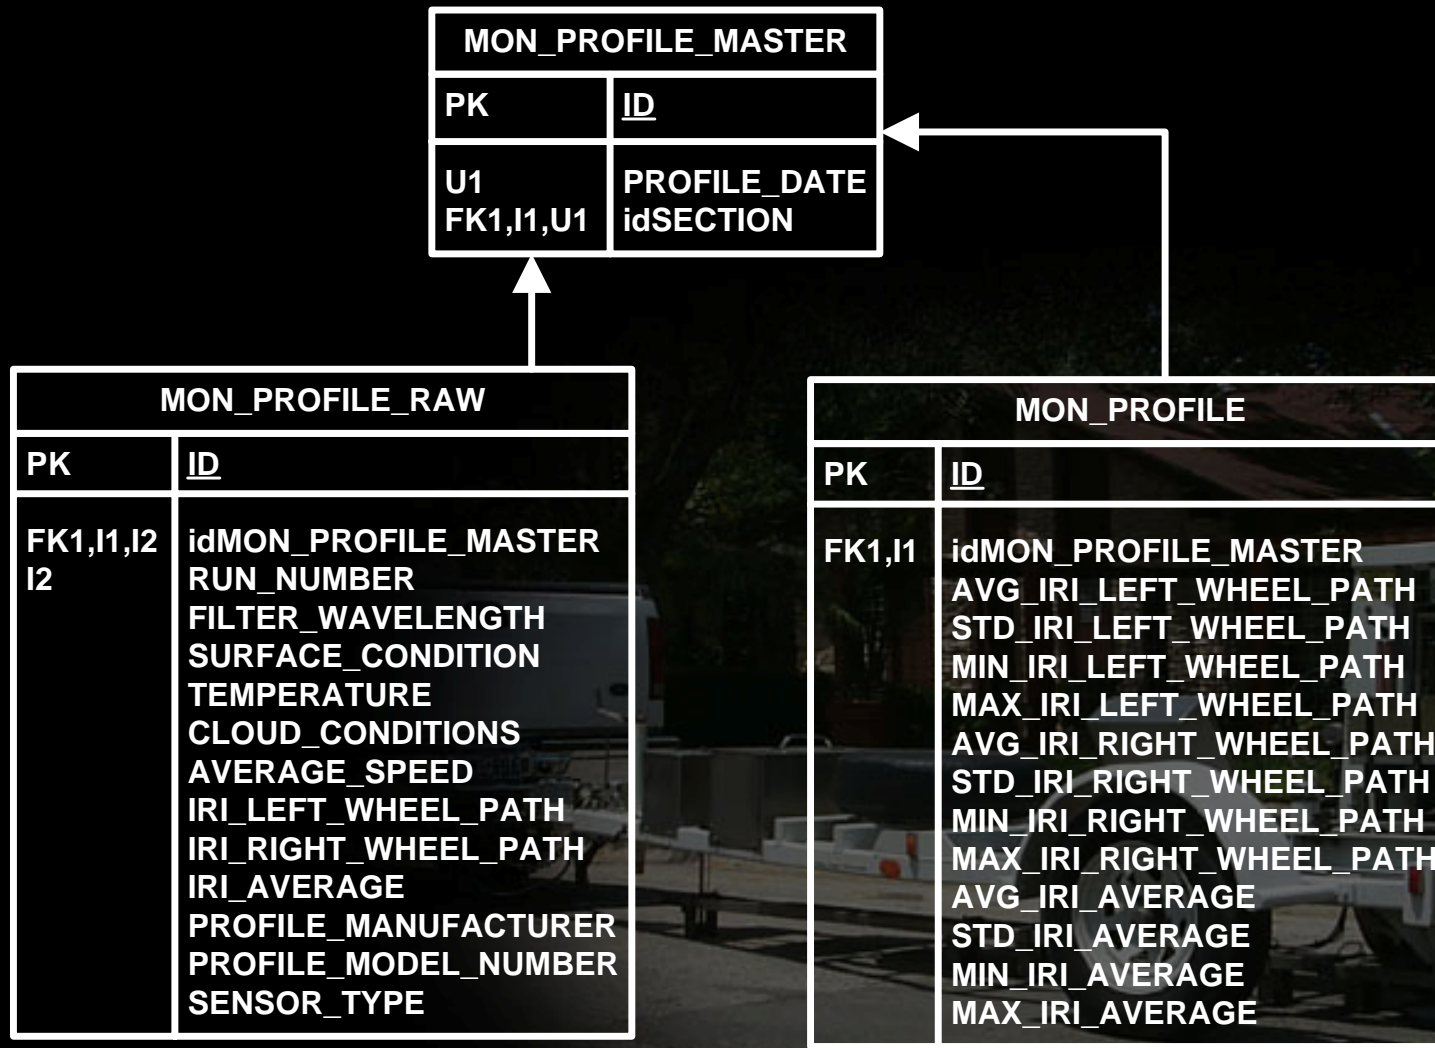 MON_PROFILE_MASTER
PK ID
U1 PROFILE_DATE
FK1,I1,U1 idSECTION
MON_PROFILE_RAW
PK ID
FK1,I1,I2 idMON_PROFILE_MASTER
I2 RUN_NUMBER
FILTER_WAVELENGTH
SURFACE_CONDITION
TEMPERATURE
CLOUD_CONDITIONS
AVERAGE_SPEED
IRI_LEFT_WHEEL_PATH
IRI_RIGHT_WHEEL_PATH
IRI_AVERAGE
PROFILE_MANUFACTURER
PROFILE_MODEL_NUMBER
SENSOR_TYPE
MON_PROFILE
PK ID
FK1,I1 idMON_PROFILE_MASTER
AVG_IRI_LEFT_WHEEL_PATH
STD_IRI_LEFT_WHEEL_PATH
MIN_IRI_LEFT_WHEEL_PATH
MAX_IRI_LEFT_WHEEL_PATH
AVG_IRI_RIGHT_WHEEL_PATH
STD_IRI_RIGHT_WHEEL_PATH
MIN_IRI_RIGHT_WHEEL_PATH
MAX_IRI_RIGHT_WHEEL_PATH
AVG_IRI_AVERAGE
STD_IRI_AVERAGE
MIN_IRI_AVERAGE
MAX_IRI_AVERAGE